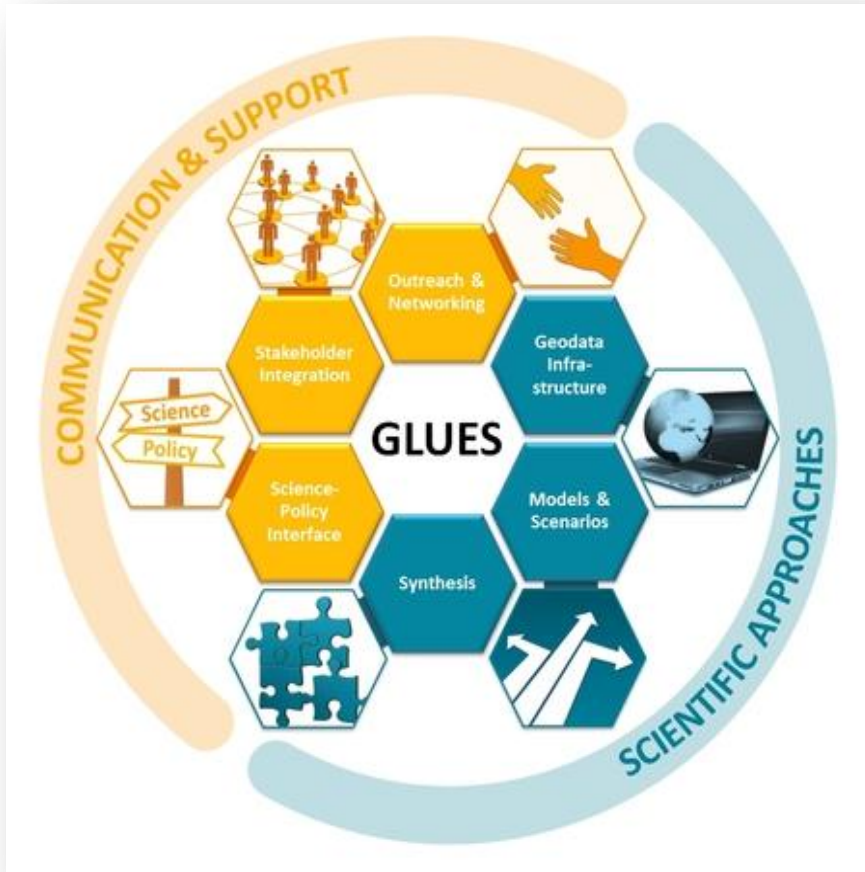 COMMUNICATION & SUPPORT
Outreach &
Networking
Stakeholder
Integration
Geodata
Infra-
structure
Science
Policy
GLUES
Science-
Policy
Interface
Models &
Scenarios
Synthesis
SCIENTIFIC APPROACHES